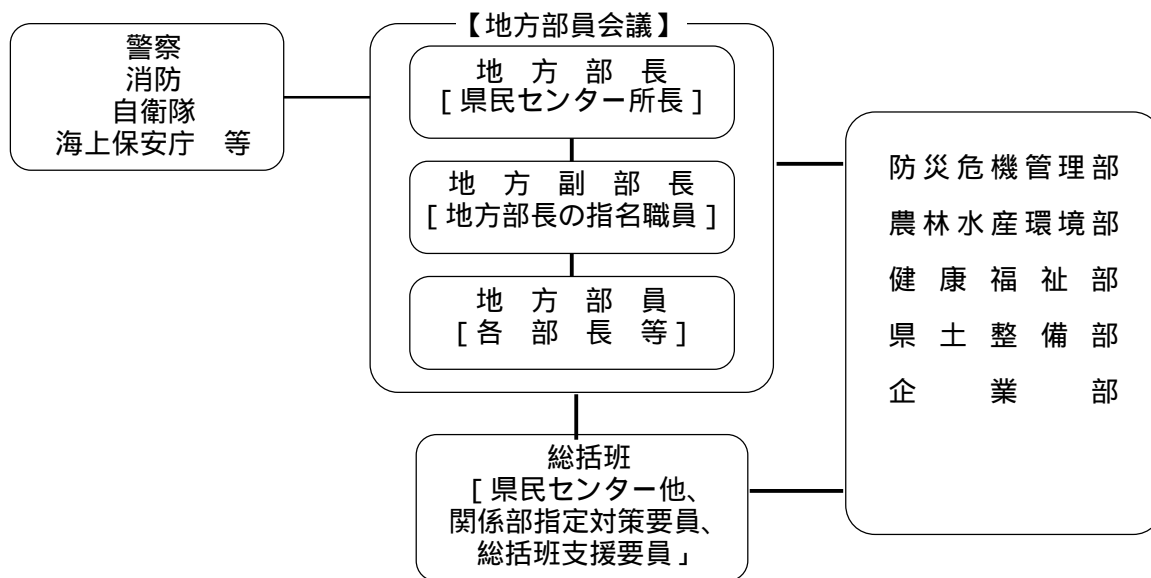 警察
消防
自衛隊
海上保安庁　等
【地方部員会議】
地　方　部　長
[ 県民センター所長 ]
地　方　副　部　長
[ 地方部長の指名職員 ]
地　方　部　員
[ 各　部　長　等 ]
総括班
[ 県民センター他、
関係部指定対策要員、
総括班支援要員」
防災危機管理部
農林水産環境部
健康福祉部
県土整備部
企業部